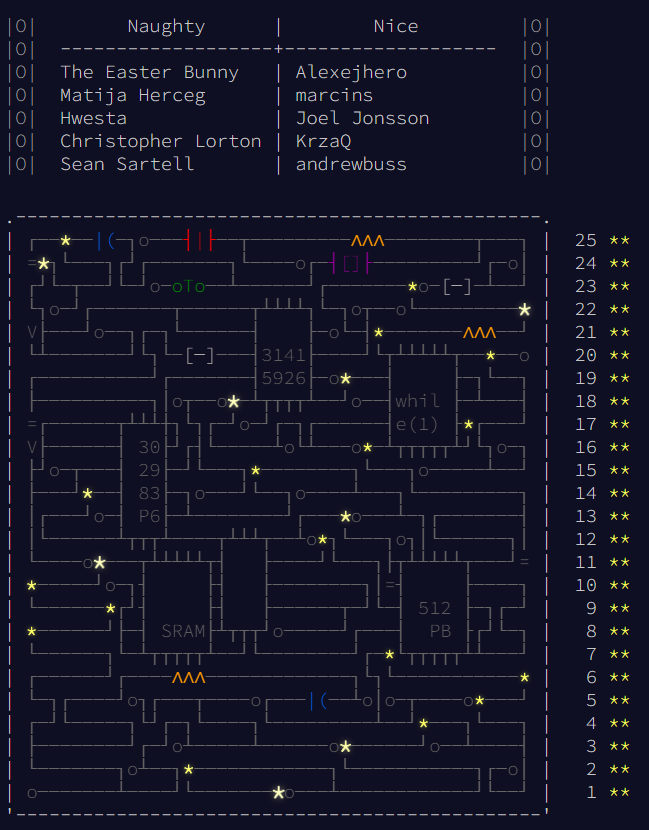 |O| Naughty | Nice |O|
|O| -------------------+------------------- |O|
|O| The Easter Bunny | Alexejhero |O|
|O| Matija Herceg | marcins |O|
|O| Hwesta | Joel Jonsson |O|
|O| Christopher Lorton | KrzaQ |O|
|O| Sean Sartell | andrewbuss |O|
25 **
24 **
oTo 23 **
22 **
V 21 **
3141 20 **
5926 19 **
whil 18 **
e(1) 17 **
V 30 16 **
29 15 **
83 14 **
P6 13 **
12 **
11 **
10 **
512 9 **
SRAM PB 8 **
7 **
6 **
5 **
4 **
3 **
2 **
1 **